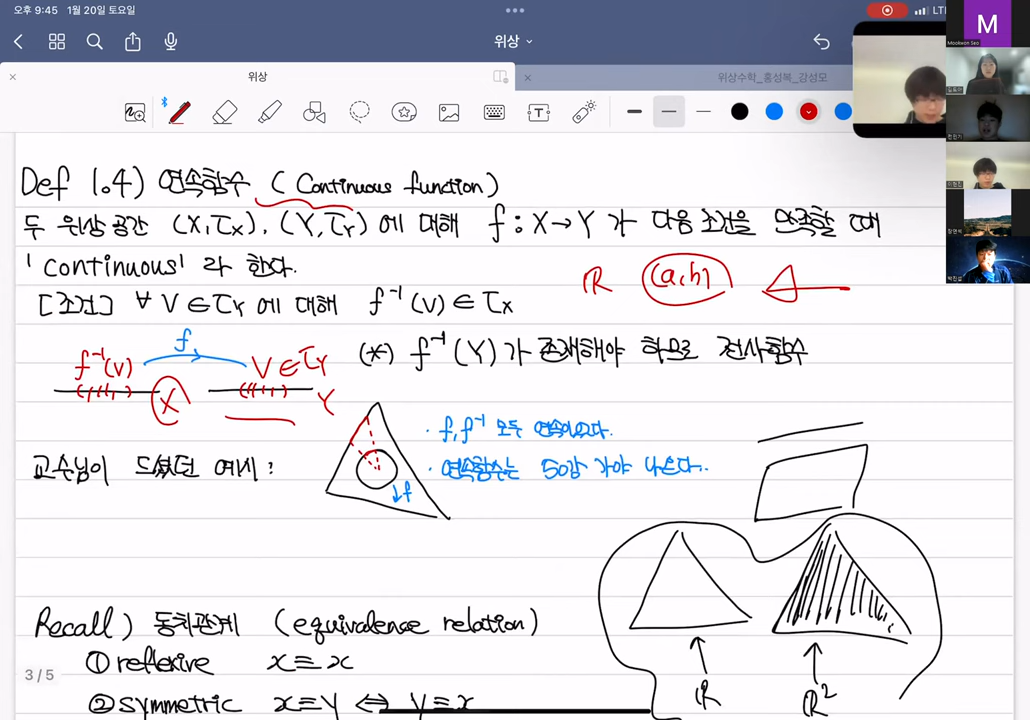 오후 9:45 1월 20일 토요일
LTE
위상
위상
위상수학_홍성복_강성모
M
Mookwon Seo
Def 1.4) 연속함수 (Continuous function)
두 위상 공간 (X,τx), (Y,τY)에 대해 f : X→Y 가 다음 조건을 만족할 때
'continuous' 라 한다.
ℝ (a,b)
[조건] ∀ V ∈ τY 에 대해 f⁻¹(V) ∈ τx
f
f⁻¹(V) V ∈ τY
X Y
(*) f⁻¹(Y)가 존재해야 하므로 전사함수
· f, f⁻¹ 모두 연속이다.
교수님이 드셨던 예시 :
· 연속함수는 50강 가야 나온다.
↓f
Recall) 동치관계 (equivalence relation)
① reflexive x≡x
3 / 5
ℝ ℝ²
② symmetric x≡y ⇔ y≡x